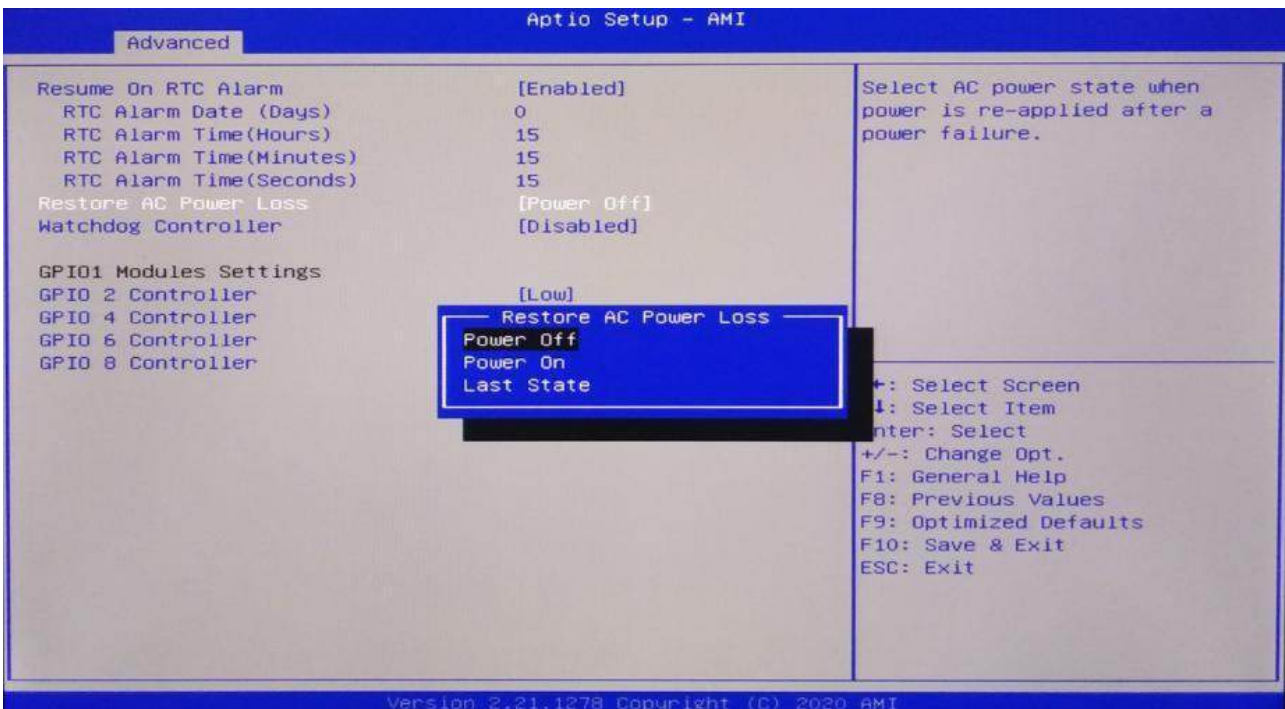 Aptio Setup - AMI
Advanced
Resume On RTC Alarm [Enabled]
RTC Alarm Date (Days) 0
RTC Alarm Time(Hours) 15
RTC Alarm Time(Minutes) 15
RTC Alarm Time(Seconds) 15
Restore AC Power Loss [Power Off]
Watchdog Controller [Disabled]
GPIO1 Modules Settings
GPIO 2 Controller [Low]
GPIO 4 Controller
GPIO 6 Controller
GPIO 8 Controller
Restore AC Power Loss
Power Off
Power On
Last State
Select AC power state when
power is re-applied after a
power failure.
←: Select Screen
↓: Select Item
nter: Select
+/-: Change Opt.
F1: General Help
F8: Previous Values
F9: Optimized Defaults
F10: Save & Exit
ESC: Exit
Version 2.21.1278 Copyright (C) 2020 AMI